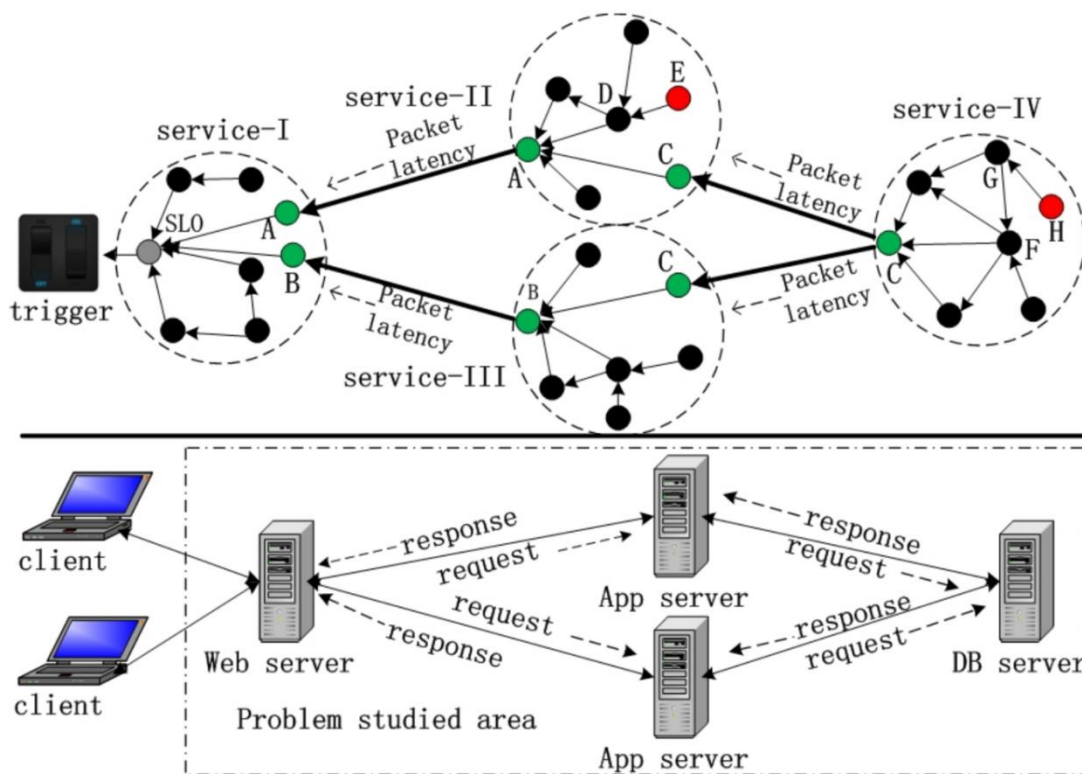 service-I
service-II
service-IV
Packet
latency
D
E
A
C
Packet
latency
G
H
F
C
SLO
A
B
trigger
Packet
latency
service-III
B
C
Packet
latency
client
client
Web server
response
request
request
response
App server
App server
response
request
response
request
DB server
Problem studied area